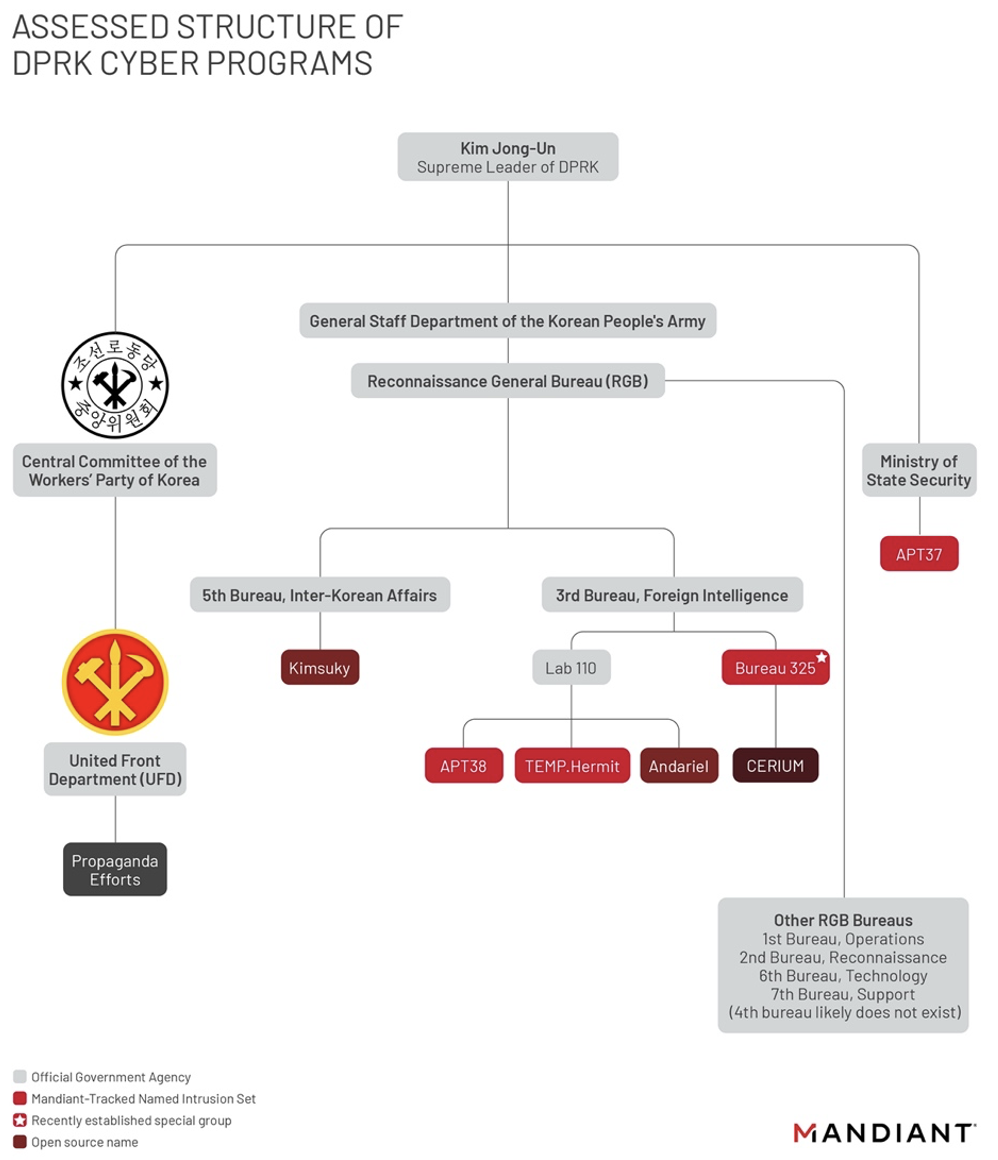 ASSESSED STRUCTURE OF
DPRK CYBER PROGRAMS
Kim Jong-Un
Supreme Leader of DPRK
General Staff Department of the Korean People's Army
Reconnaissance General Bureau (RGB)
조선로동당
중앙위원회
Central Committee of the
Workers’ Party of Korea
Ministry of
State Security
APT37
5th Bureau, Inter-Korean Affairs
3rd Bureau, Foreign Intelligence
Kimsuky
Lab 110
Bureau 325
United Front
Department (UFD)
APT38
TEMP.Hermit
Andariel
CERIUM
Propaganda
Efforts
Other RGB Bureaus
1st Bureau, Operations
2nd Bureau, Reconnaissance
6th Bureau, Technology
7th Bureau, Support
(4th bureau likely does not exist)
Official Government Agency
Mandiant-Tracked Named Intrusion Set
Recently established special group
Open source name
MANDIANT